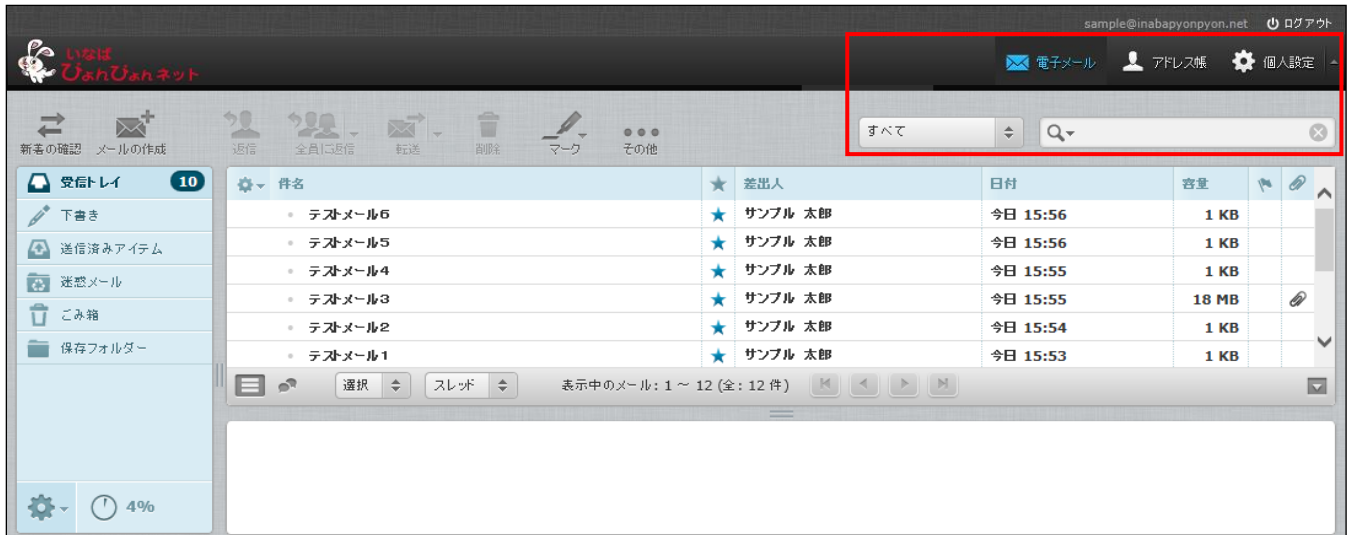 sample@inabapyonpyon.net ログアウト
いなば
ぴょんぴょんネット
電子メール アドレス帳 個人設定
新着の確認 メールの作成 返信 全員に返信 転送 削除 マーク その他 すべて
受信トレイ 10
下書き
送信済みアイテム
迷惑メール
ごみ箱
保存フォルダー
4%
件名 差出人 日付 容量
テストメール6 サンプル 太郎 今日 15:56 1 KB
テストメール5 サンプル 太郎 今日 15:56 1 KB
テストメール4 サンプル 太郎 今日 15:55 1 KB
テストメール3 サンプル 太郎 今日 15:55 18 MB
テストメール2 サンプル 太郎 今日 15:54 1 KB
テストメール1 サンプル 太郎 今日 15:53 1 KB
選択 スレッド 表示中のメール: 1 ~ 12 (全: 12 件)